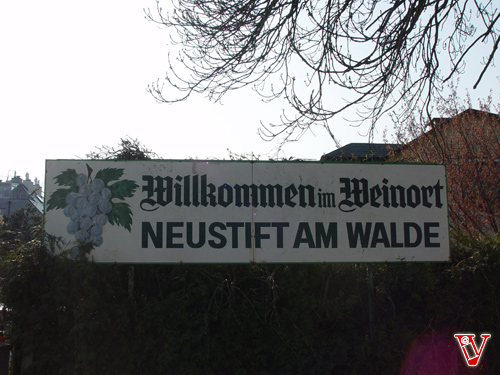 Willkommen im Weinort
NEUSTIFT AM WALDE